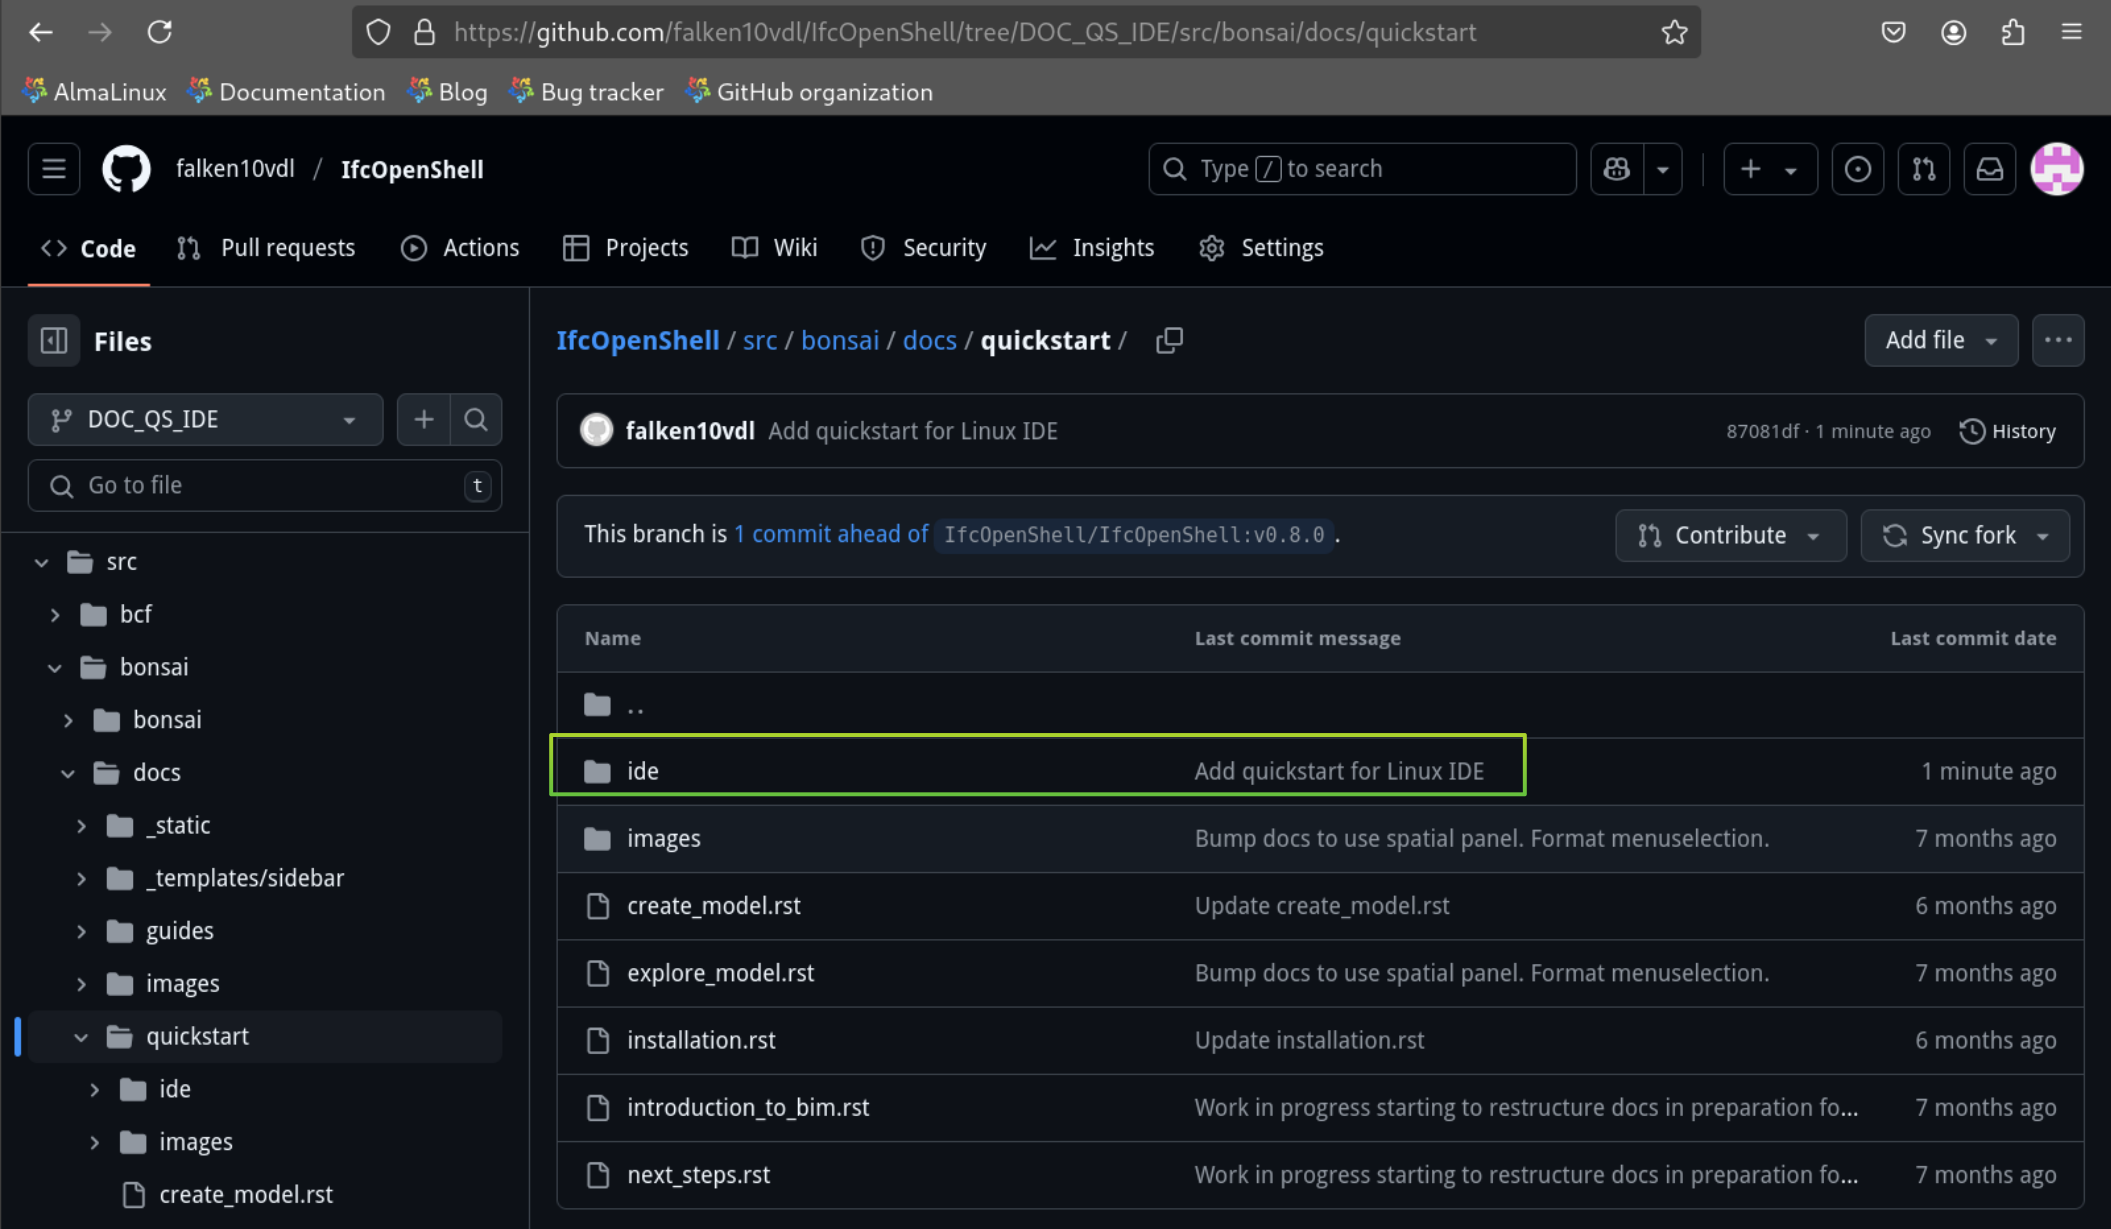 https://github.com/falken10vdl/IfcOpenShell/tree/DOC_QS_IDE/src/bonsai/docs/quickstart
AlmaLinux Documentation Blog Bug tracker GitHub organization
falken10vdl / IfcOpenShell
Type / to search
Code Pull requests Actions Projects Wiki Security Insights Settings
Files
DOC_QS_IDE
Go to file t
src
bcf
bonsai
bonsai
docs
_static
_templates/sidebar
guides
images
quickstart
ide
images
create_model.rst
IfcOpenShell / src / bonsai / docs / quickstart /
Add file
falken10vdl Add quickstart for Linux IDE
87081df · 1 minute ago History
This branch is 1 commit ahead of IfcOpenShell/IfcOpenShell:v0.8.0 .
Contribute Sync fork
Name Last commit message Last commit date
..
ide Add quickstart for Linux IDE 1 minute ago
images Bump docs to use spatial panel. Format menuselection. 7 months ago
create_model.rst Update create_model.rst 6 months ago
explore_model.rst Bump docs to use spatial panel. Format menuselection. 7 months ago
installation.rst Update installation.rst 6 months ago
introduction_to_bim.rst Work in progress starting to restructure docs in preparation fo... 7 months ago
next_steps.rst Work in progress starting to restructure docs in preparation fo... 7 months ago